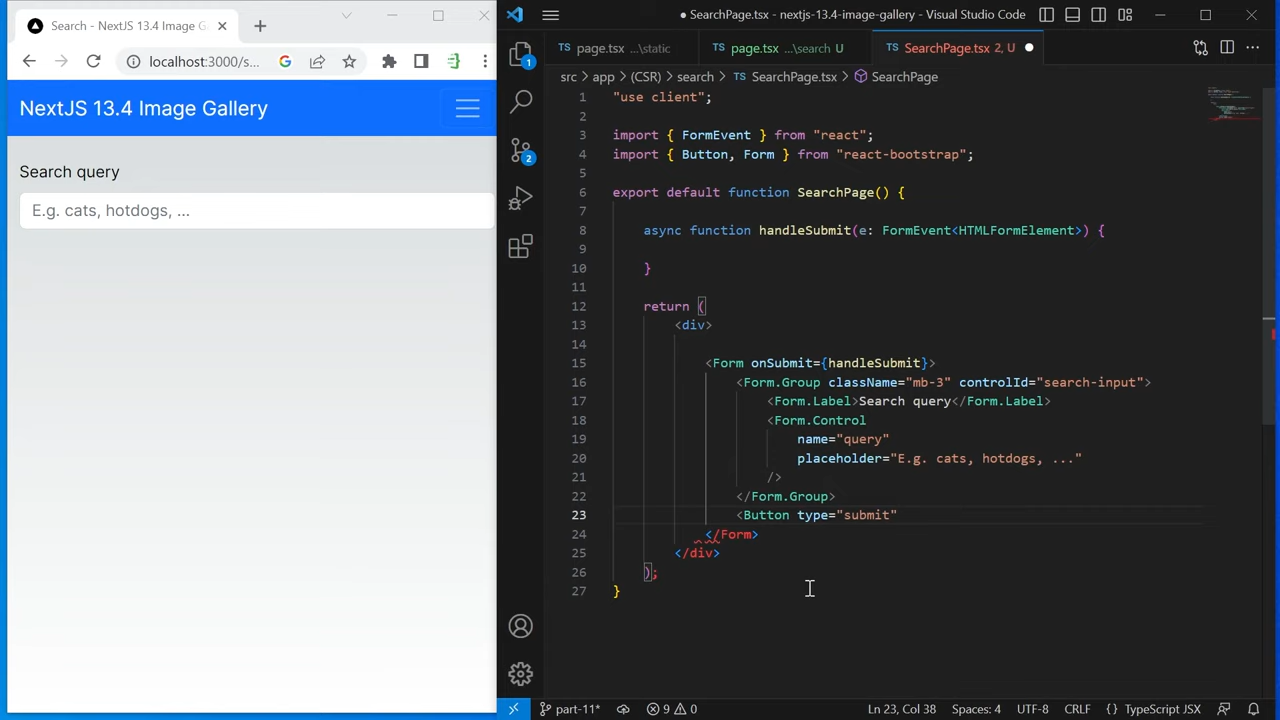 Search - NextJS 13.4 Image Galler
localhost:3000/s...
NextJS 13.4 Image Gallery
Search query
E.g. cats, hotdogs, ...
SearchPage.tsx - nextjs-13.4-image-gallery - Visual Studio Code
page.tsx ...\static
page.tsx ...\search U
SearchPage.tsx 2, U
src > app > (CSR) > search > SearchPage.tsx > SearchPage
1 "use client";
2
3 import { FormEvent } from "react";
4 import { Button, Form } from "react-bootstrap";
5
6 export default function SearchPage() {
7
8 async function handleSubmit(e: FormEvent<HTMLFormElement>) {
9
10 }
11
12 return (
13 <div>
14
15 <Form onSubmit={handleSubmit}>
16 <Form.Group className="mb-3" controlId="search-input">
17 <Form.Label>Search query</Form.Label>
18 <Form.Control
19 name="query"
20 placeholder="E.g. cats, hotdogs, ..."
21 />
22 </Form.Group>
23 <Button type="submit"
24 </Form>
25 </div>
26 );
27 }
1
2
part-11*
9 0
Ln 23, Col 38
Spaces: 4
UTF-8
CRLF
{} TypeScript JSX